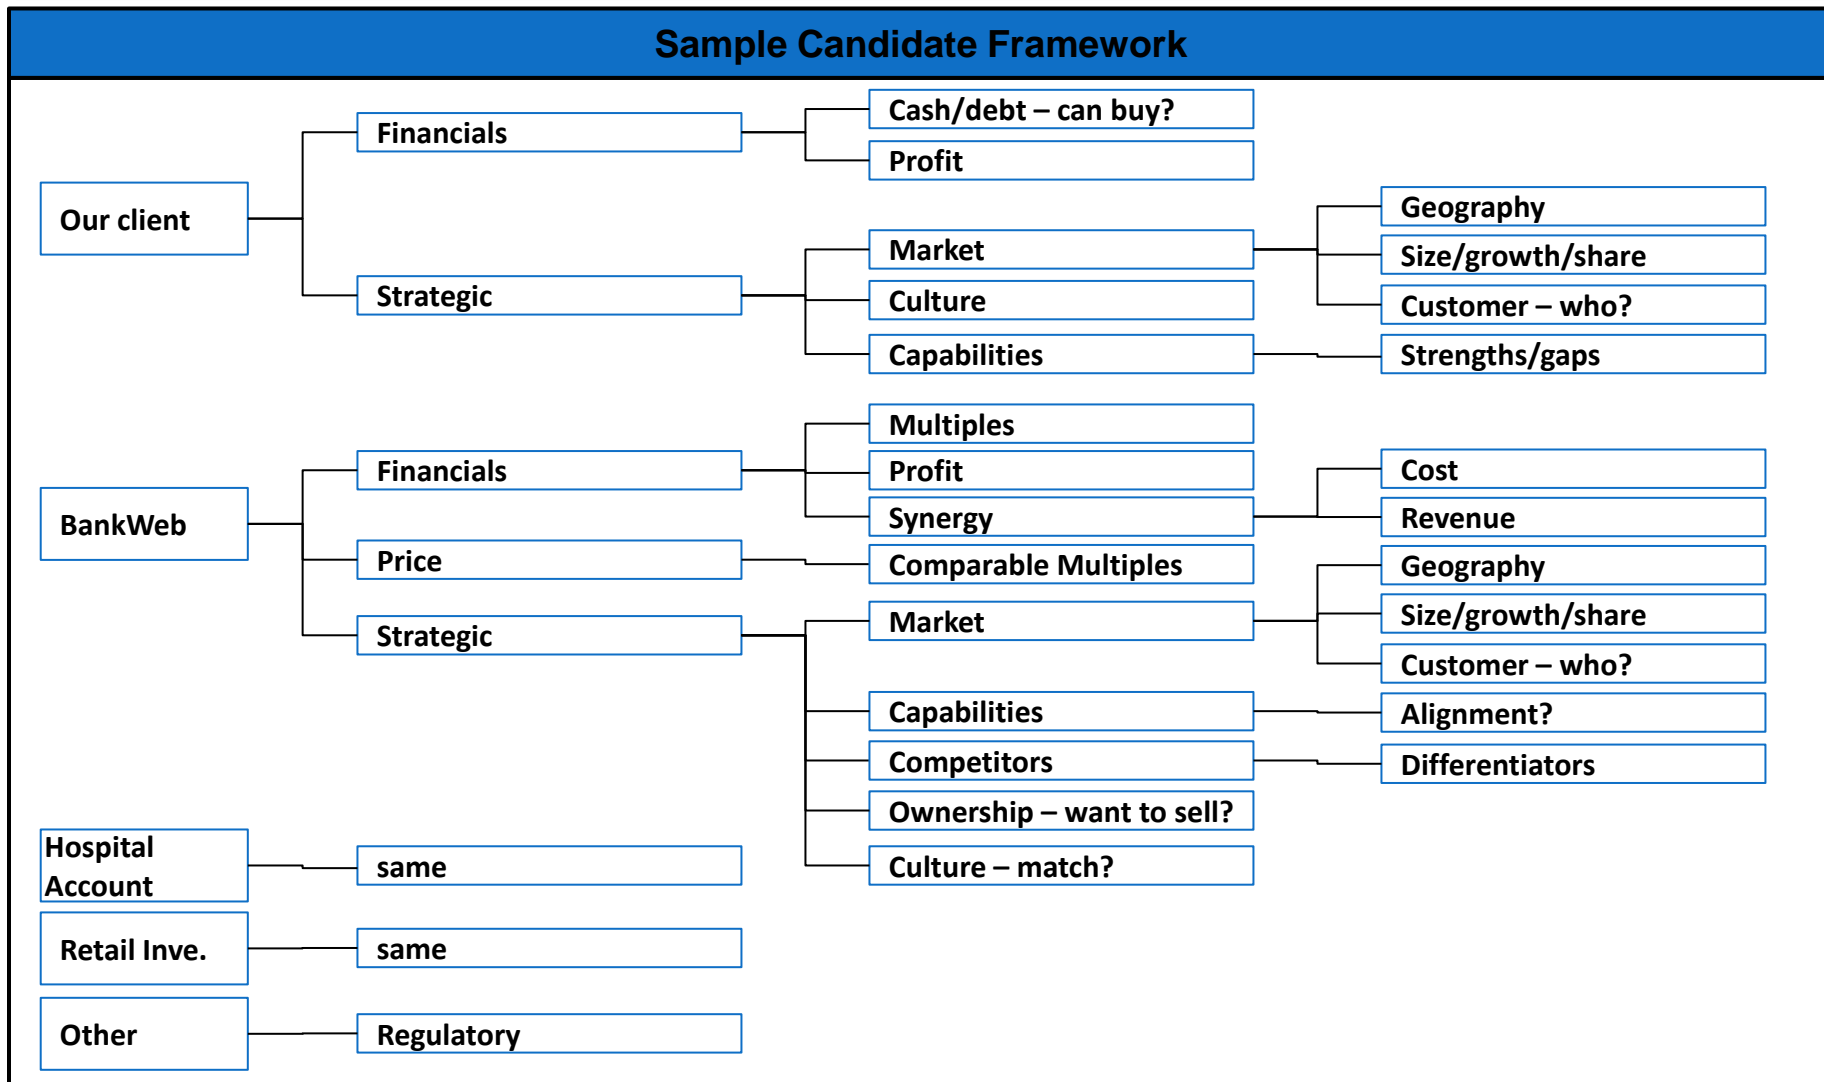 Sample Candidate Framework
Our client
Financials
Cash/debt – can buy?
Profit
Strategic
Market
Geography
Size/growth/share
Customer – who?
Culture
Capabilities
Strengths/gaps
BankWeb
Financials
Multiples
Profit
Synergy
Cost
Revenue
Price
Comparable Multiples
Strategic
Market
Geography
Size/growth/share
Customer – who?
Capabilities
Alignment?
Competitors
Differentiators
Ownership – want to sell?
Culture – match?
Hospital
Account
same
Retail Inve.
same
Other
Regulatory